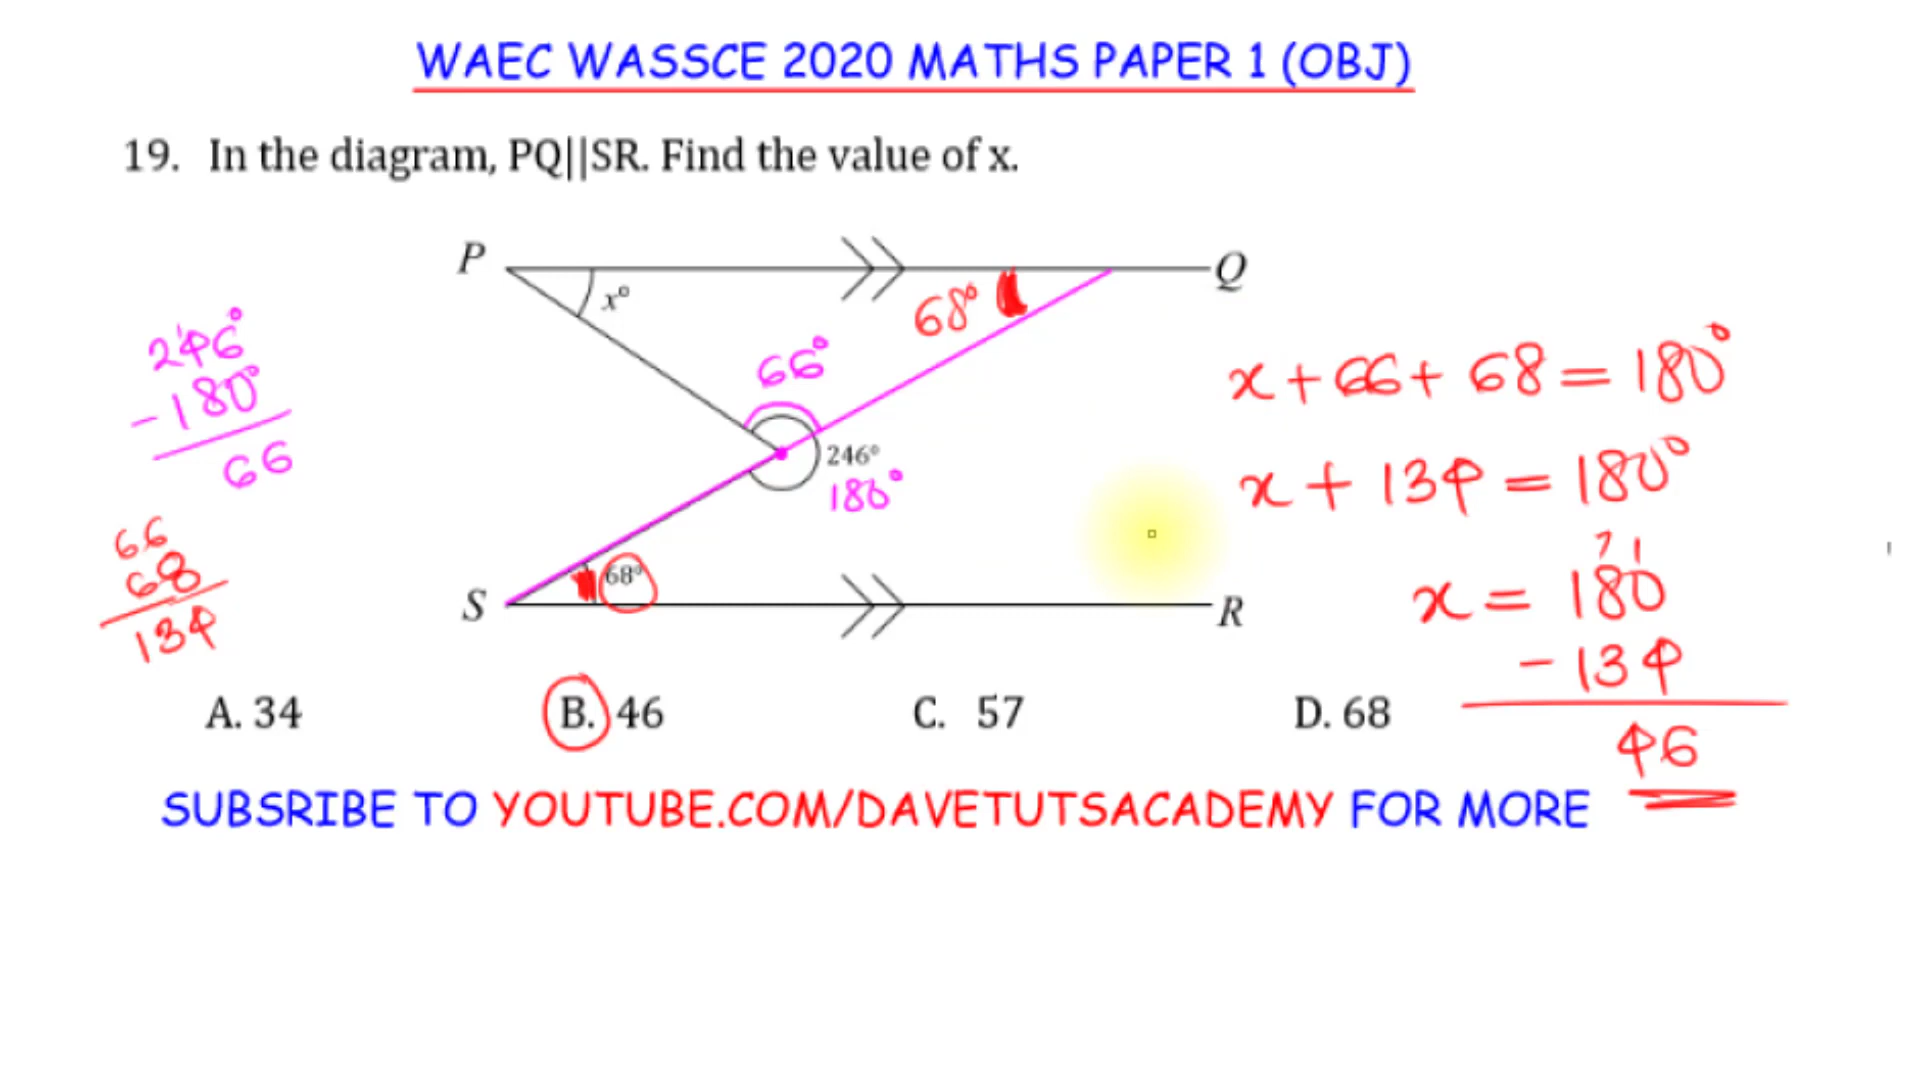 WAEC WASSCE 2020 MATHS PAPER 1 (OBJ)
19. In the diagram, PQ||SR. Find the value of x.
P
Q
x°
68°
66°
246°
180°
68°
S
R
246°
-180°
66
66
68
134
x+66+68=180°
x+134=180°
7 1
x=180
-134
46
A. 34 B. 46 C. 57 D. 68
SUBSRIBE TO YOUTUBE.COM/DAVETUTSACADEMY FOR MORE